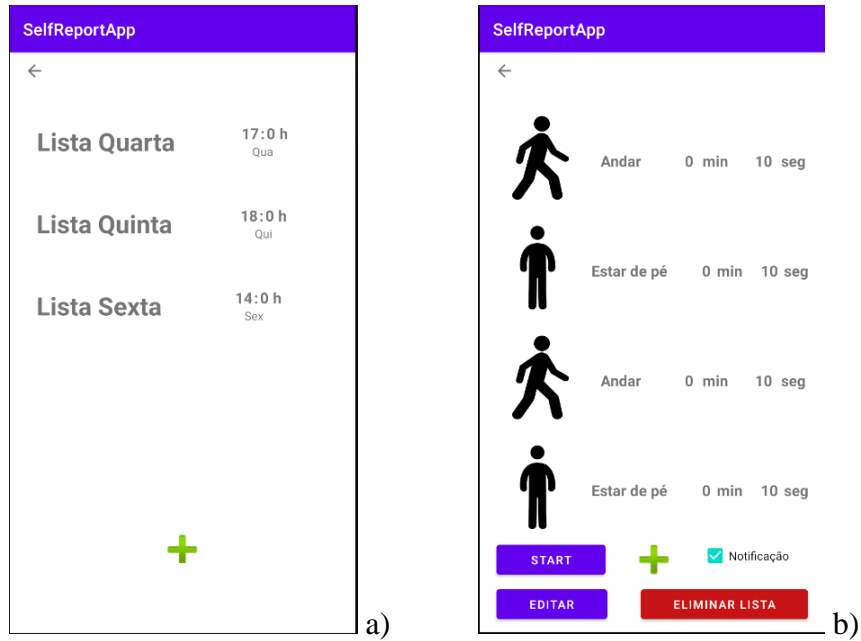 SelfReportApp
Lista Quarta
17:0 h
Qua
Lista Quinta
18:0 h
Qui
Lista Sexta
14:0 h
Sex
a)
SelfReportApp
Andar 0 min 10 seg
Estar de pé 0 min 10 seg
Andar 0 min 10 seg
Estar de pé 0 min 10 seg
START
Notificação
EDITAR
ELIMINAR LISTA
b)